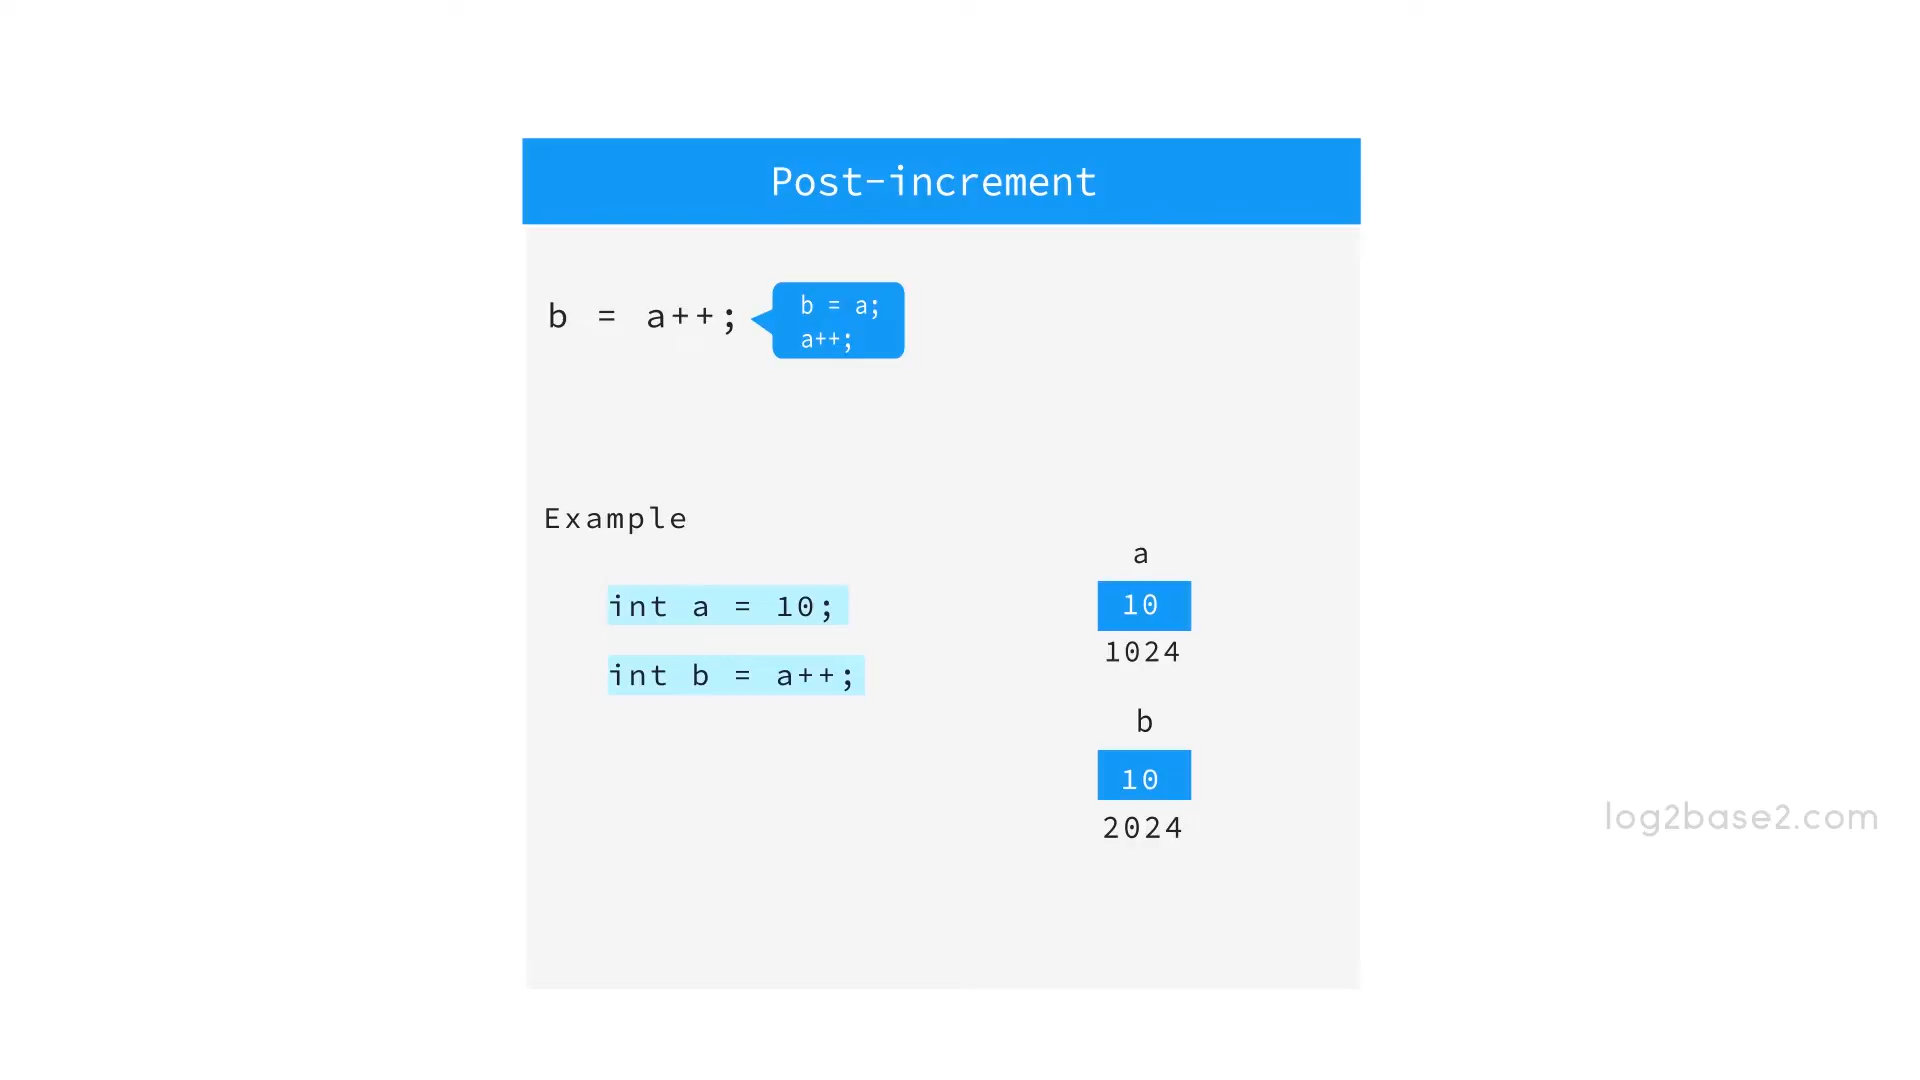 Post-increment
b = a++;
b = a;
a++;
Example
int a = 10;
int b = a++;
a
10
1024
b
10
2024
log2base2.com